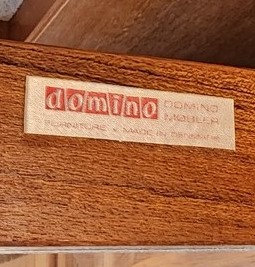 domino DOMINO
MØBLER
FURNITURE × MADE IN DENMARK